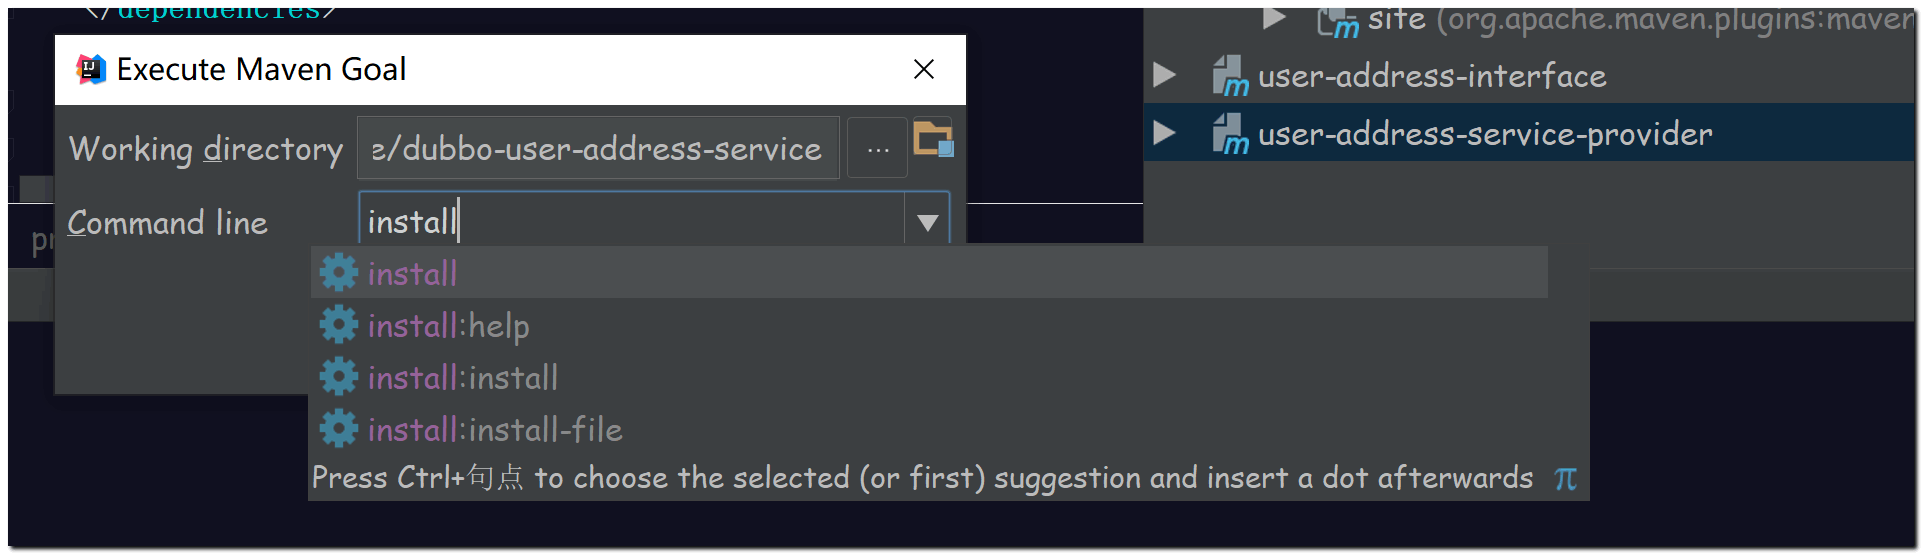 </dependencies>
site (org.apache.maven.plugins:maven
Execute Maven Goal
user-address-interface
user-address-service-provider
Working directory
e/dubbo-user-address-service
...
Command line
install
pr
install
install:help
install:install
install:install-file
Press Ctrl+句点 to choose the selected (or first) suggestion and insert a dot afterwards π